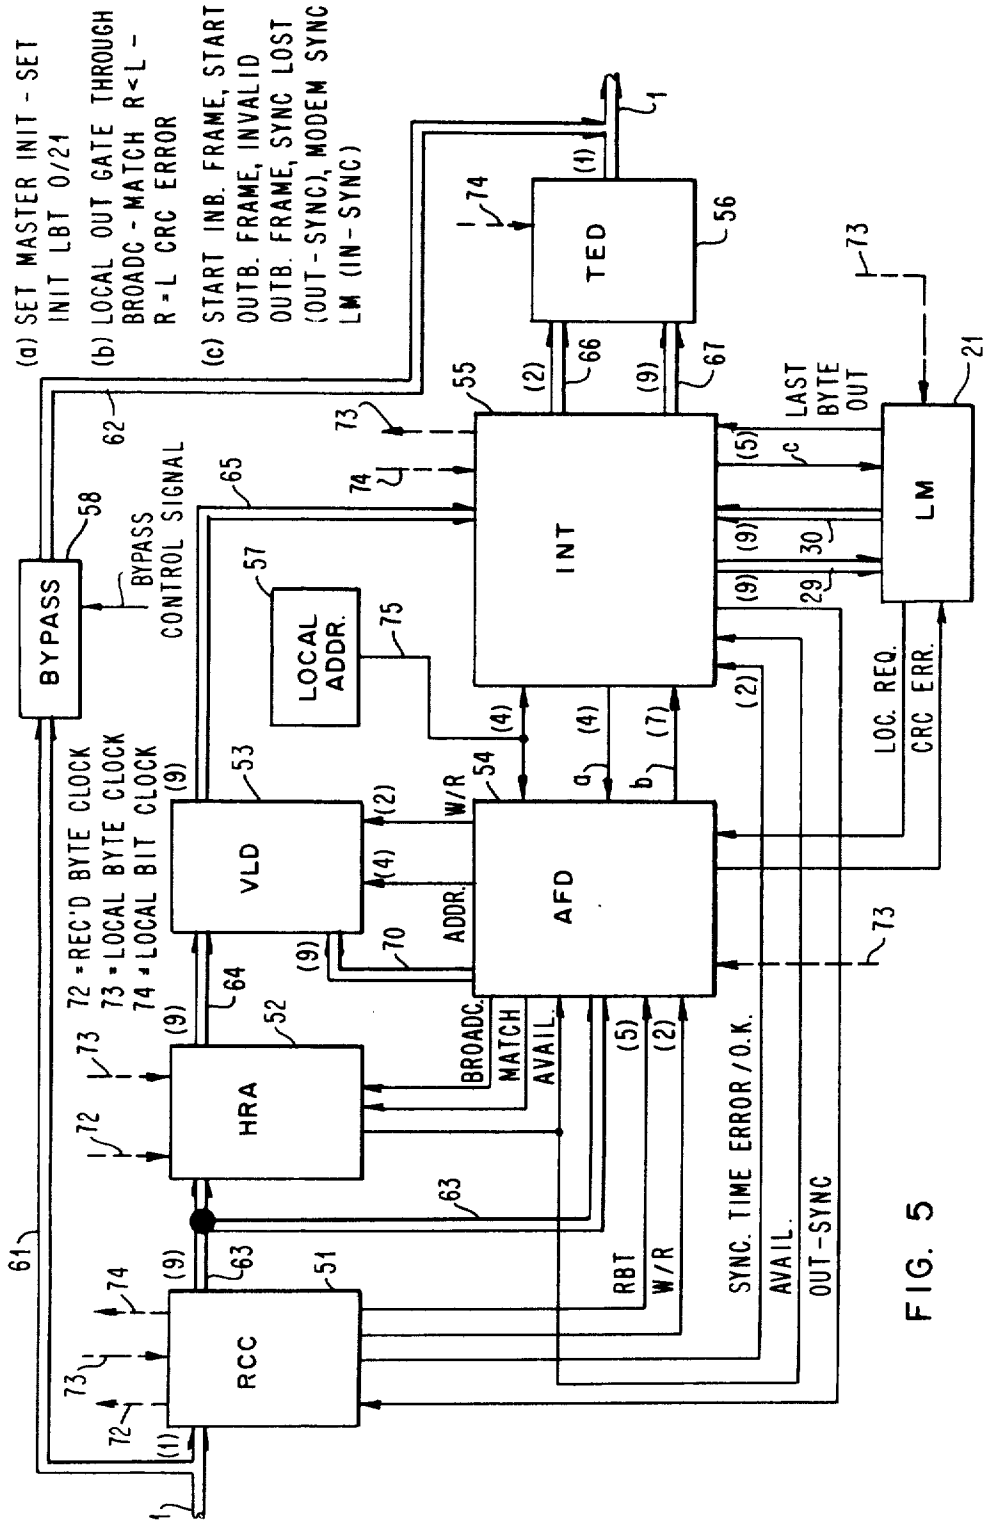 (a) SET MASTER INIT - SET
INIT LBT 0/21
(b) LOCAL OUT GATE THROUGH
BROADC - MATCH R<L -
R = L CRC ERROR
(c) START INB. FRAME, START
OUTB. FRAME, INVALID
OUTB. FRAME, SYNC LOST
(OUT-SYNC), MODEM SYNC
LM (IN-SYNC)
72 = REC'D BYTE CLOCK
73 = LOCAL BYTE CLOCK
74 = LOCAL BIT CLOCK
61
BYPASS
58
BYPASS
CONTROL SIGNAL
62
1
(1)
72
73
74
RCC
51
(9)
63
63
72
73
HRA
52
(9)
64
VLD
53
(9)
65
(9)
70
(4)
(2)
ADDR.
W/R
LOCAL
ADDR.
57
75
BROADC.
MATCH
AVAIL.
(5)
(2)
RBT
W/R
AFD
54
73
(4)
a
(4)
b
(7)
INT
55
74
73
(2)
66
(9)
67
TED
56
74
(1)
1
SYNC. TIME ERROR/O.K.
AVAIL.
OUT-SYNC
(2)
(9)
29
(9)
30
c
(5)
LAST
BYTE
OUT
LOC. REQ.
CRC ERR.
LM
21
73
FIG. 5